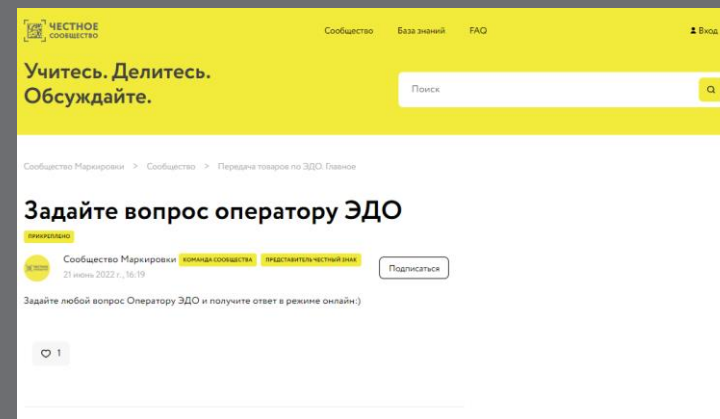 ЧЕСТНОЕ
СООБЩЕСТВО
Сообщество База знаний FAQ Вход
Учитесь. Делитесь.
Обсуждайте.
Поиск
Сообщество Маркировки > Сообщество > Передача товаров по ЭДО. Главное
Задайте вопрос оператору ЭДО
ПРИКРЕПЛЕНО
Сообщество Маркировки КОМАНДА СООБЩЕСТВА ПРЕДСТАВИТЕЛЬ ЧЕСТНЫЙ ЗНАК
21 июнь 2022 г., 16:19
Подписаться
Задайте любой вопрос Оператору ЭДО и получите ответ в режиме онлайн:)
1